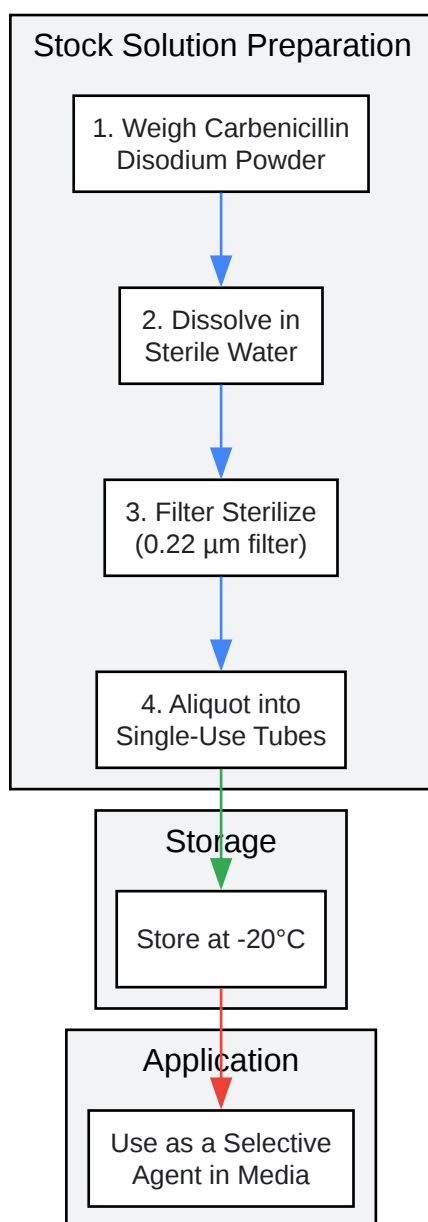 Stock Solution Preparation
1. Weigh Carbenicillin
Disodium Powder
2. Dissolve in
Sterile Water
3. Filter Sterilize
(0.22 µm filter)
4. Aliquot into
Single-Use Tubes
Storage
Store at -20°C
Application
Use as a Selective
Agent in Media